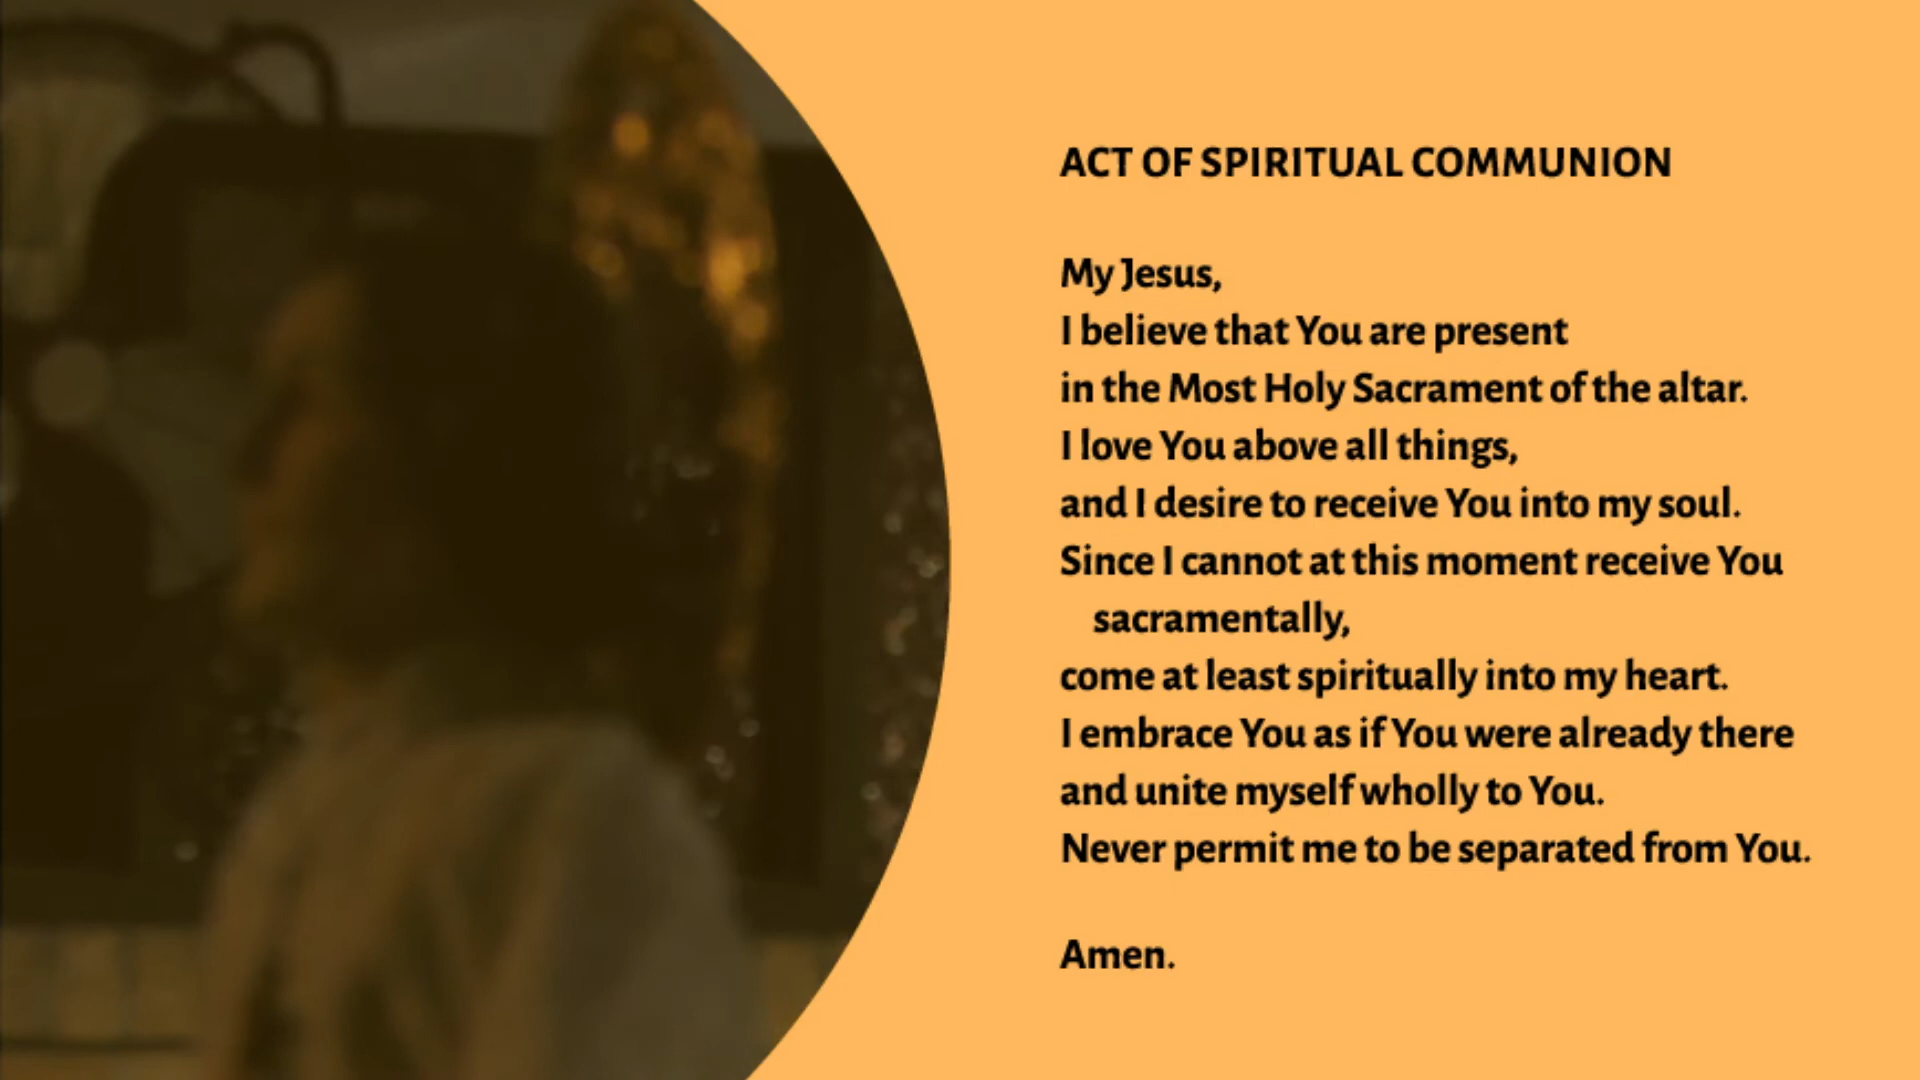 ACT OF SPIRITUAL COMMUNION
My Jesus,
I believe that You are present
in the Most Holy Sacrament of the altar.
I love You above all things,
and I desire to receive You into my soul.
Since I cannot at this moment receive You
sacramentally,
come at least spiritually into my heart.
I embrace You as if You were already there
and unite myself wholly to You.
Never permit me to be separated from You.
Amen.